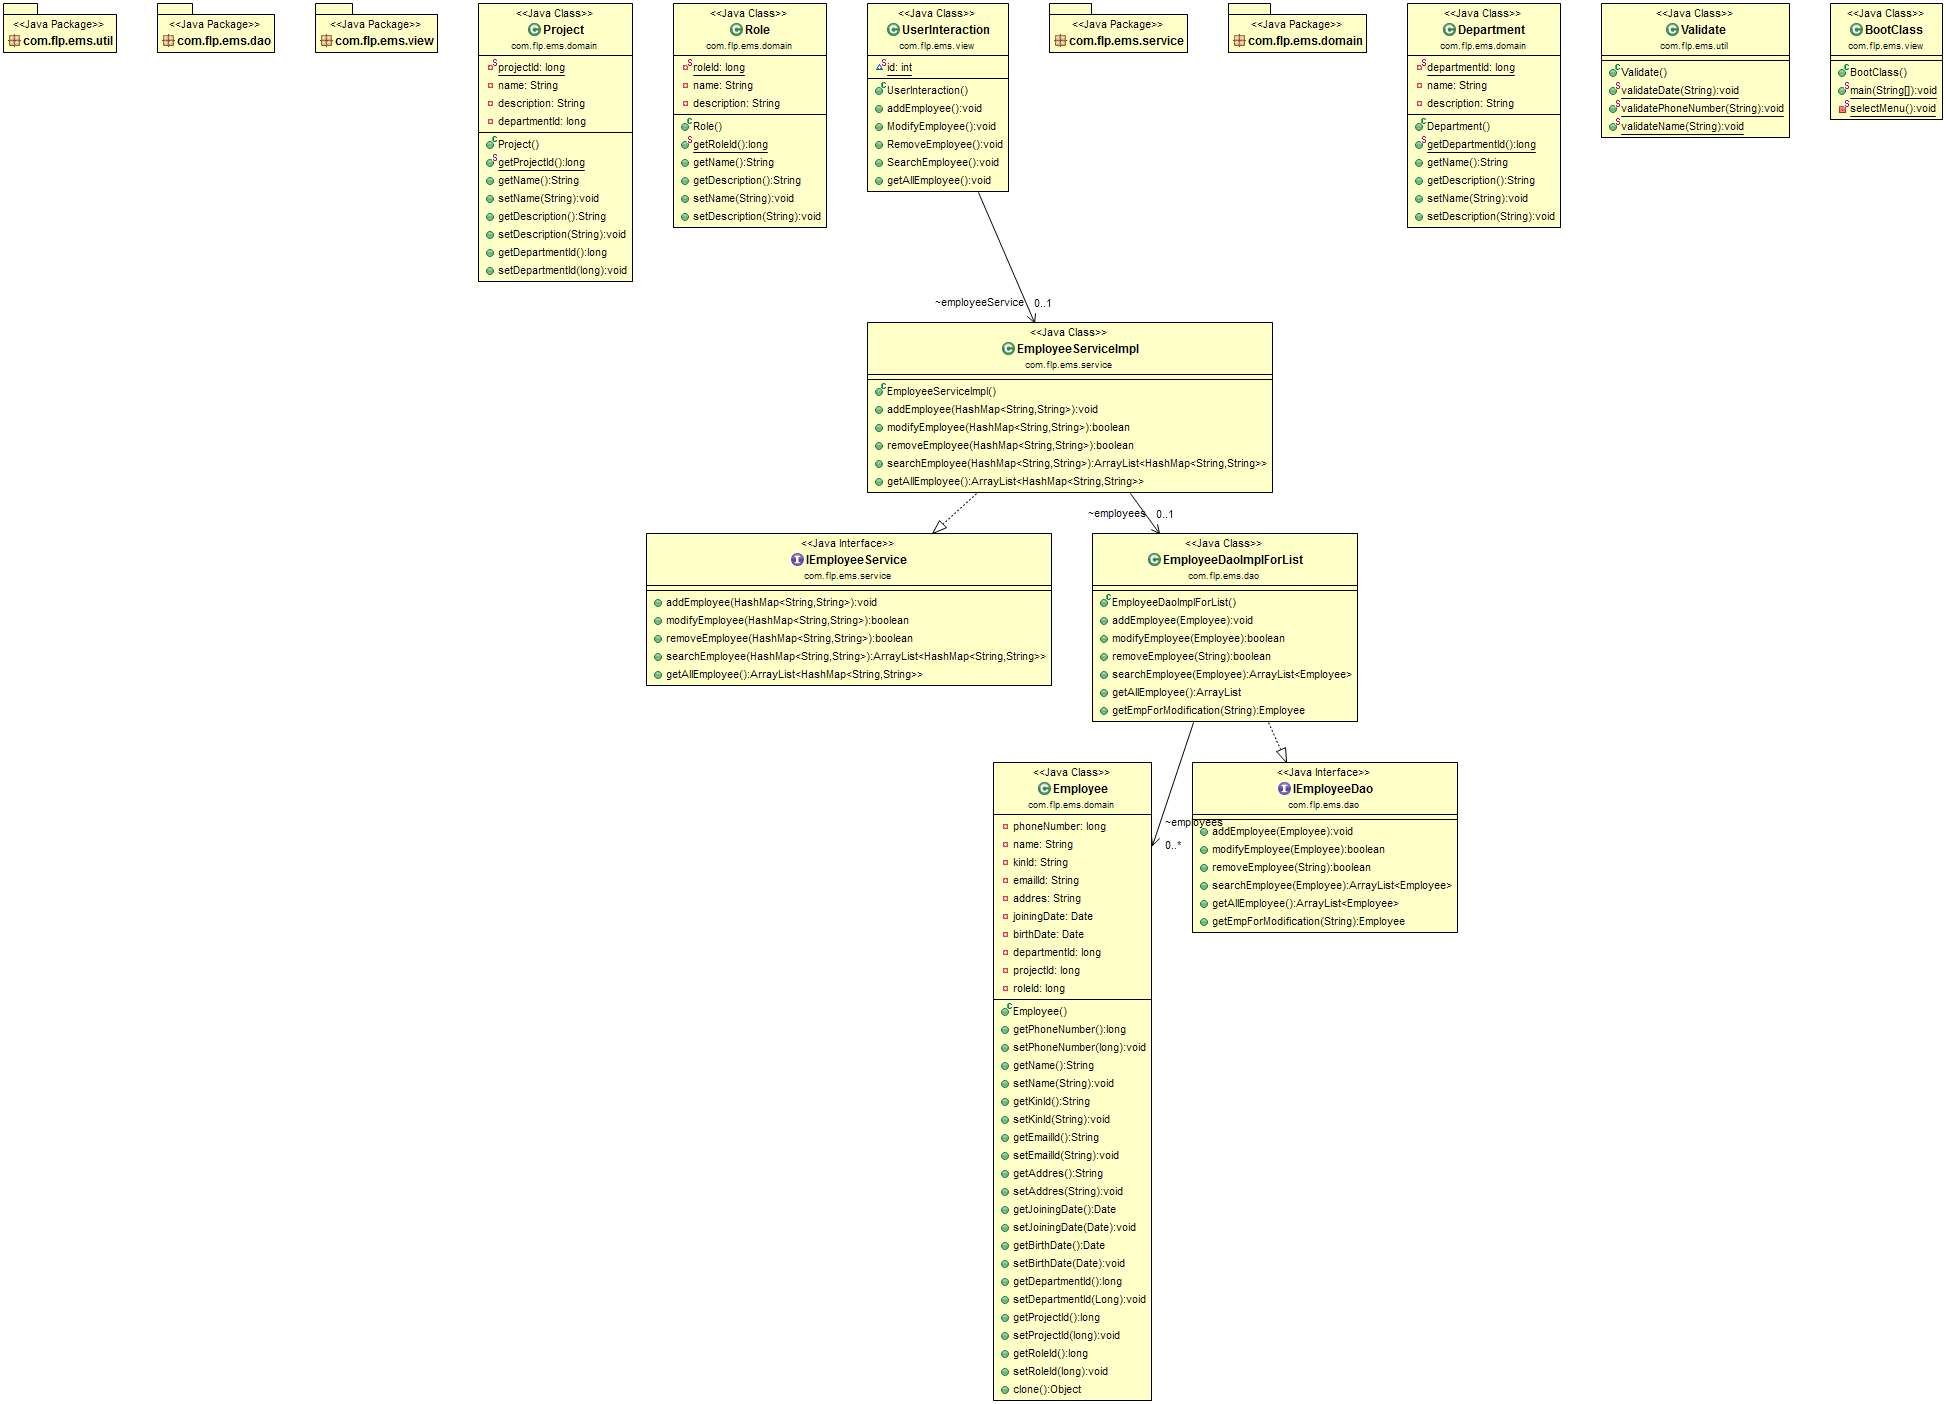 <<Java Package>>
com.flp.ems.util
<<Java Package>>
com.flp.ems.dao
<<Java Package>>
com.flp.ems.view
<<Java Class>>
Project
com.flp.ems.domain
projectId: long
name: String
description: String
departmentId: long
Project()
getProjectId():long
getName():String
setName(String):void
getDescription():String
setDescription(String):void
getDepartmentId():long
setDepartmentId(long):void
<<Java Class>>
Role
com.flp.ems.domain
roleId: long
name: String
description: String
Role()
getRoleId():long
getName():String
getDescription():String
setName(String):void
setDescription(String):void
<<Java Class>>
UserInteraction
com.flp.ems.view
id: int
UserInteraction()
addEmployee():void
ModifyEmployee():void
RemoveEmployee():void
SearchEmployee():void
getAllEmployee():void
<<Java Package>>
com.flp.ems.service
<<Java Package>>
com.flp.ems.domain
<<Java Class>>
Department
com.flp.ems.domain
departmentId: long
name: String
description: String
Department()
getDepartmentId():long
getName():String
getDescription():String
setName(String):void
setDescription(String):void
<<Java Class>>
Validate
com.flp.ems.util
Validate()
validateDate(String):void
validatePhoneNumber(String):void
validateName(String):void
<<Java Class>>
BootClass
com.flp.ems.view
BootClass()
main(String[]):void
selectMenu():void
~employeeService 0..1
<<Java Class>>
EmployeeServiceImpl
com.flp.ems.service
EmployeeServiceImpl()
addEmployee(HashMap<String,String>):void
modifyEmployee(HashMap<String,String>):boolean
removeEmployee(HashMap<String,String>):boolean
searchEmployee(HashMap<String,String>):ArrayList<HashMap<String,String>>
getAllEmployee():ArrayList<HashMap<String,String>>
~employees 0..1
<<Java Interface>>
IEmployeeService
com.flp.ems.service
addEmployee(HashMap<String,String>):void
modifyEmployee(HashMap<String,String>):boolean
removeEmployee(HashMap<String,String>):boolean
searchEmployee(HashMap<String,String>):ArrayList<HashMap<String,String>>
getAllEmployee():ArrayList<HashMap<String,String>>
<<Java Class>>
EmployeeDaoImplForList
com.flp.ems.dao
EmployeeDaoImplForList()
addEmployee(Employee):void
modifyEmployee(Employee):boolean
removeEmployee(String):boolean
searchEmployee(Employee):ArrayList<Employee>
getAllEmployee():ArrayList
getEmpForModification(String):Employee
<<Java Class>>
Employee
com.flp.ems.domain
phoneNumber: long
name: String
kinId: String
emailId: String
addres: String
joiningDate: Date
birthDate: Date
departmentId: long
projectId: long
roleId: long
Employee()
getPhoneNumber():long
setPhoneNumber(long):void
getName():String
setName(String):void
getKinId():String
setKinId(String):void
getEmailId():String
setEmailId(String):void
getAddres():String
setAddres(String):void
getJoiningDate():Date
setJoiningDate(Date):void
getBirthDate():Date
setBirthDate(Date):void
getDepartmentId():long
setDepartmentId(Long):void
getProjectId():long
setProjectId(long):void
getRoleId():long
setRoleId(long):void
clone():Object
~employees
0..*
<<Java Interface>>
IEmployeeDao
com.flp.ems.dao
addEmployee(Employee):void
modifyEmployee(Employee):boolean
removeEmployee(String):boolean
searchEmployee(Employee):ArrayList<Employee>
getAllEmployee():ArrayList<Employee>
getEmpForModification(String):Employee